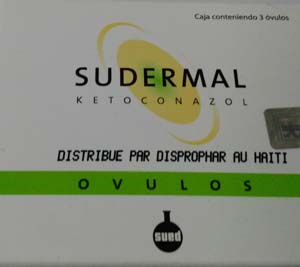 Caja conteniendo 3 óvulos
SUDERMAL
KETOCONAZOL
DISTRIBUE PAR DISPROPHAR AU HAITI
OVULOS
sued